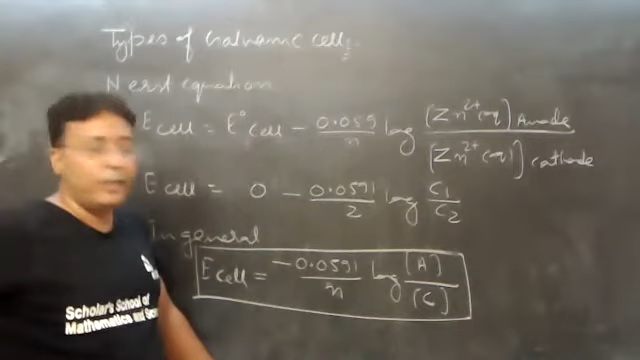 Types of Galvanic cell:
Nerst equation
E cell = E° cell - 0.059/n log [Zn2+(aq)] Anode / [Zn2+(aq)] cathode
E cell = 0 - 0.0591/2 log C1/C2
In general
E cell = -0.0591/n log [A]/[C]
Scholar's School of
Mathematics and